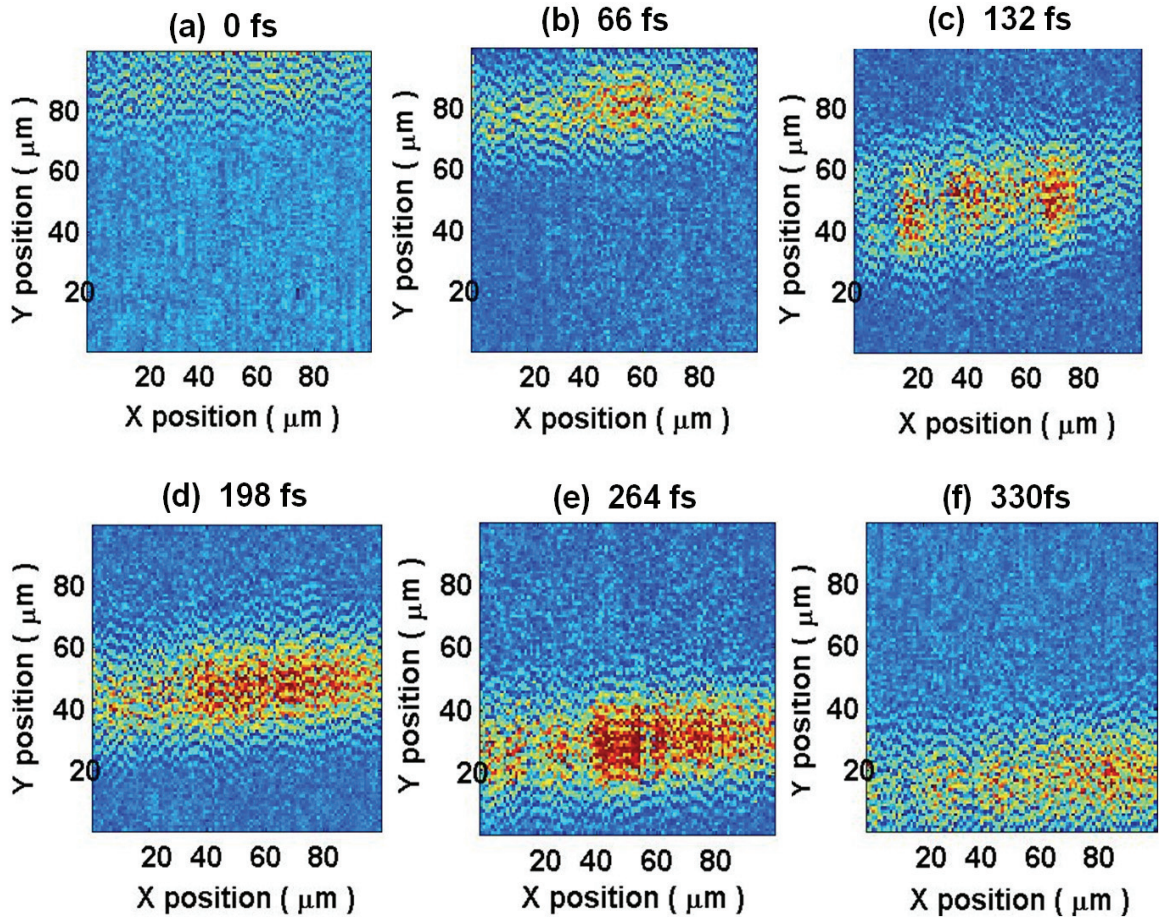 (a) 0 fs
Y position ( μm )
80
60
40
20
20 40 60 80
X position ( μm )
(b) 66 fs
Y position ( μm )
80
60
40
20
20 40 60 80
X position ( μm )
(c) 132 fs
Y position ( μm )
80
60
40
20
20 40 60 80
X position ( μm )
(d) 198 fs
Y position ( μm )
80
60
40
20
20 40 60 80
X position ( μm )
(e) 264 fs
Y position ( μm )
80
60
40
20
20 40 60 80
X position ( μm )
(f) 330fs
Y position ( μm )
80
60
40
20
20 40 60 80
X position ( μm )